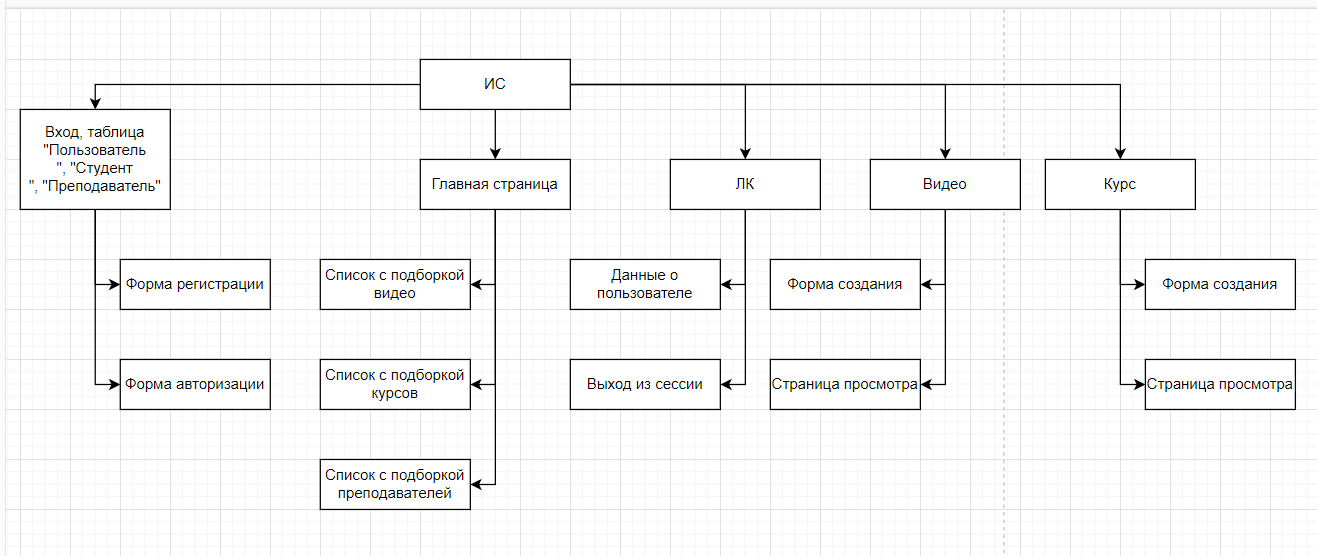 ИС
Вход, таблица
"Пользователь
", "Студент
", "Преподаватель"
Главная страница
ЛК
Видео
Курс
Форма регистрации
Список с подборкой
видео
Данные о
пользователе
Форма создания
Форма создания
Форма авторизации
Список с подборкой
курсов
Выход из сессии
Страница просмотра
Страница просмотра
Список с подборкой
преподавателей